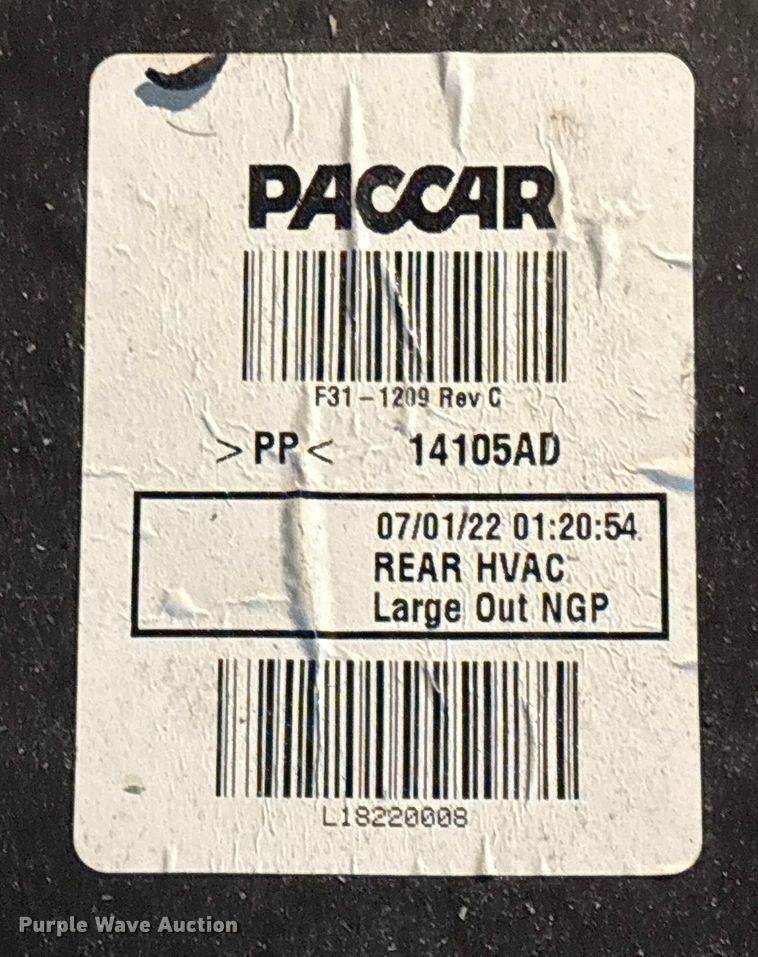 PACCAR
F31-1209 Rev C
>PP< 14105AD
07/01/22 01:20:54
REAR HVAC
Large Out NGP
L18220008
Purple Wave Auction